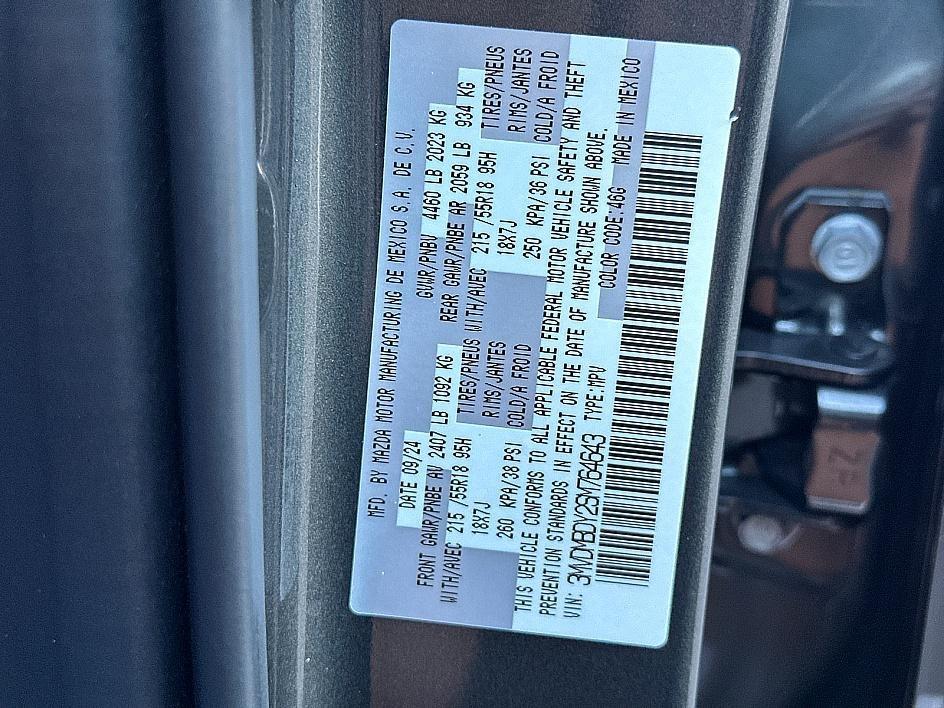 MFD. BY MAZDA MOTOR MANUFACTURING DE MEXICO S.A. DE C.V.
DATE 09/24 GVWR/PNBV 4460 LB 2023 KG
FRONT GAWR/PNBE AV 2407 LB 1092 KG REAR GAWR/PNBE AR 2059 LB 934 KG
WITH/AVEC 215 /55R18 95H TIRES/PNEUS WITH/AVEC 215 /55R18 95H TIRES/PNEUS
18X7J RIMS/JANTES 18X7J RIMS/JANTES
260 KPA/38 PSI COLD/A FROID 250 KPA/36 PSI COLD/A FROID
THIS VEHICLE CONFORMS TO ALL APPLICABLE FEDERAL MOTOR VEHICLE SAFETY AND THEFT
PREVENTION STANDARDS IN EFFECT ON THE DATE OF MANUFACTURE SHOWN ABOVE.
VIN: 3MVDMBDY2SM764643 TYPE:MPV COLOR CODE:46G MADE IN MEXICO